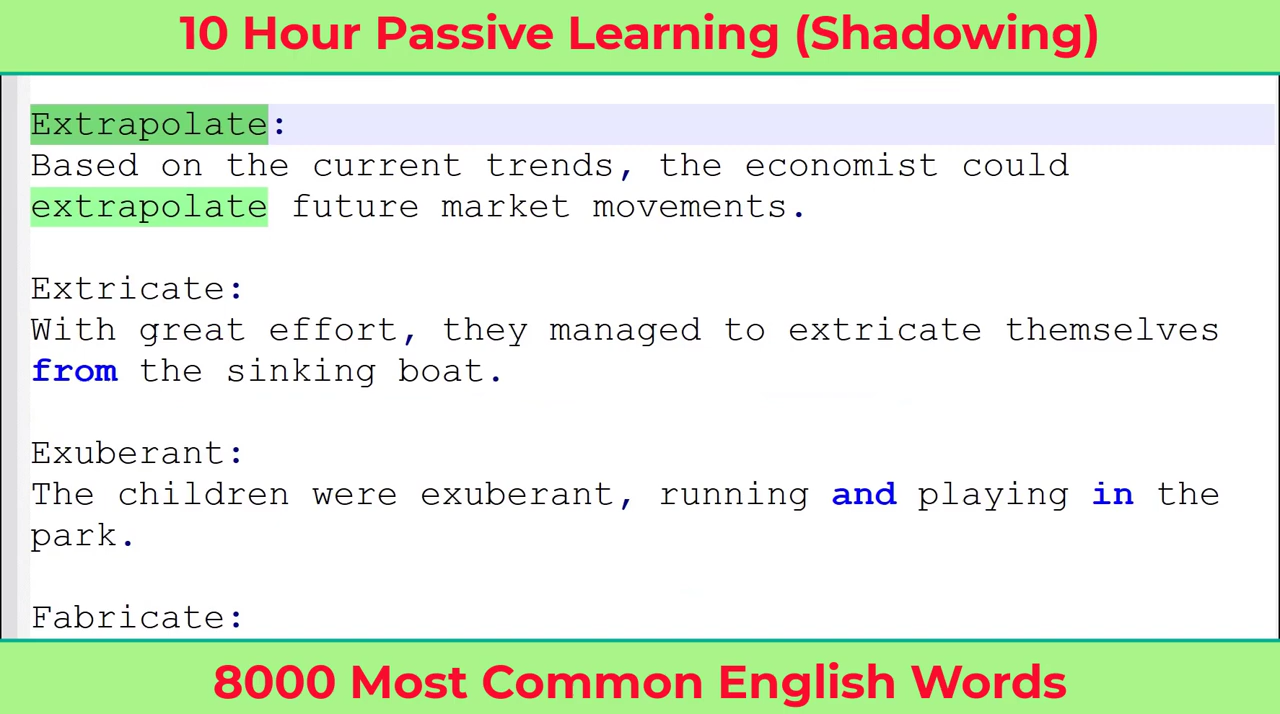 10 Hour Passive Learning (Shadowing)
Extrapolate:
Based on the current trends, the economist could
extrapolate future market movements.
Extricate:
With great effort, they managed to extricate themselves
from the sinking boat.
Exuberant:
The children were exuberant, running and playing in the
park.
Fabricate:
8000 Most Common English Words